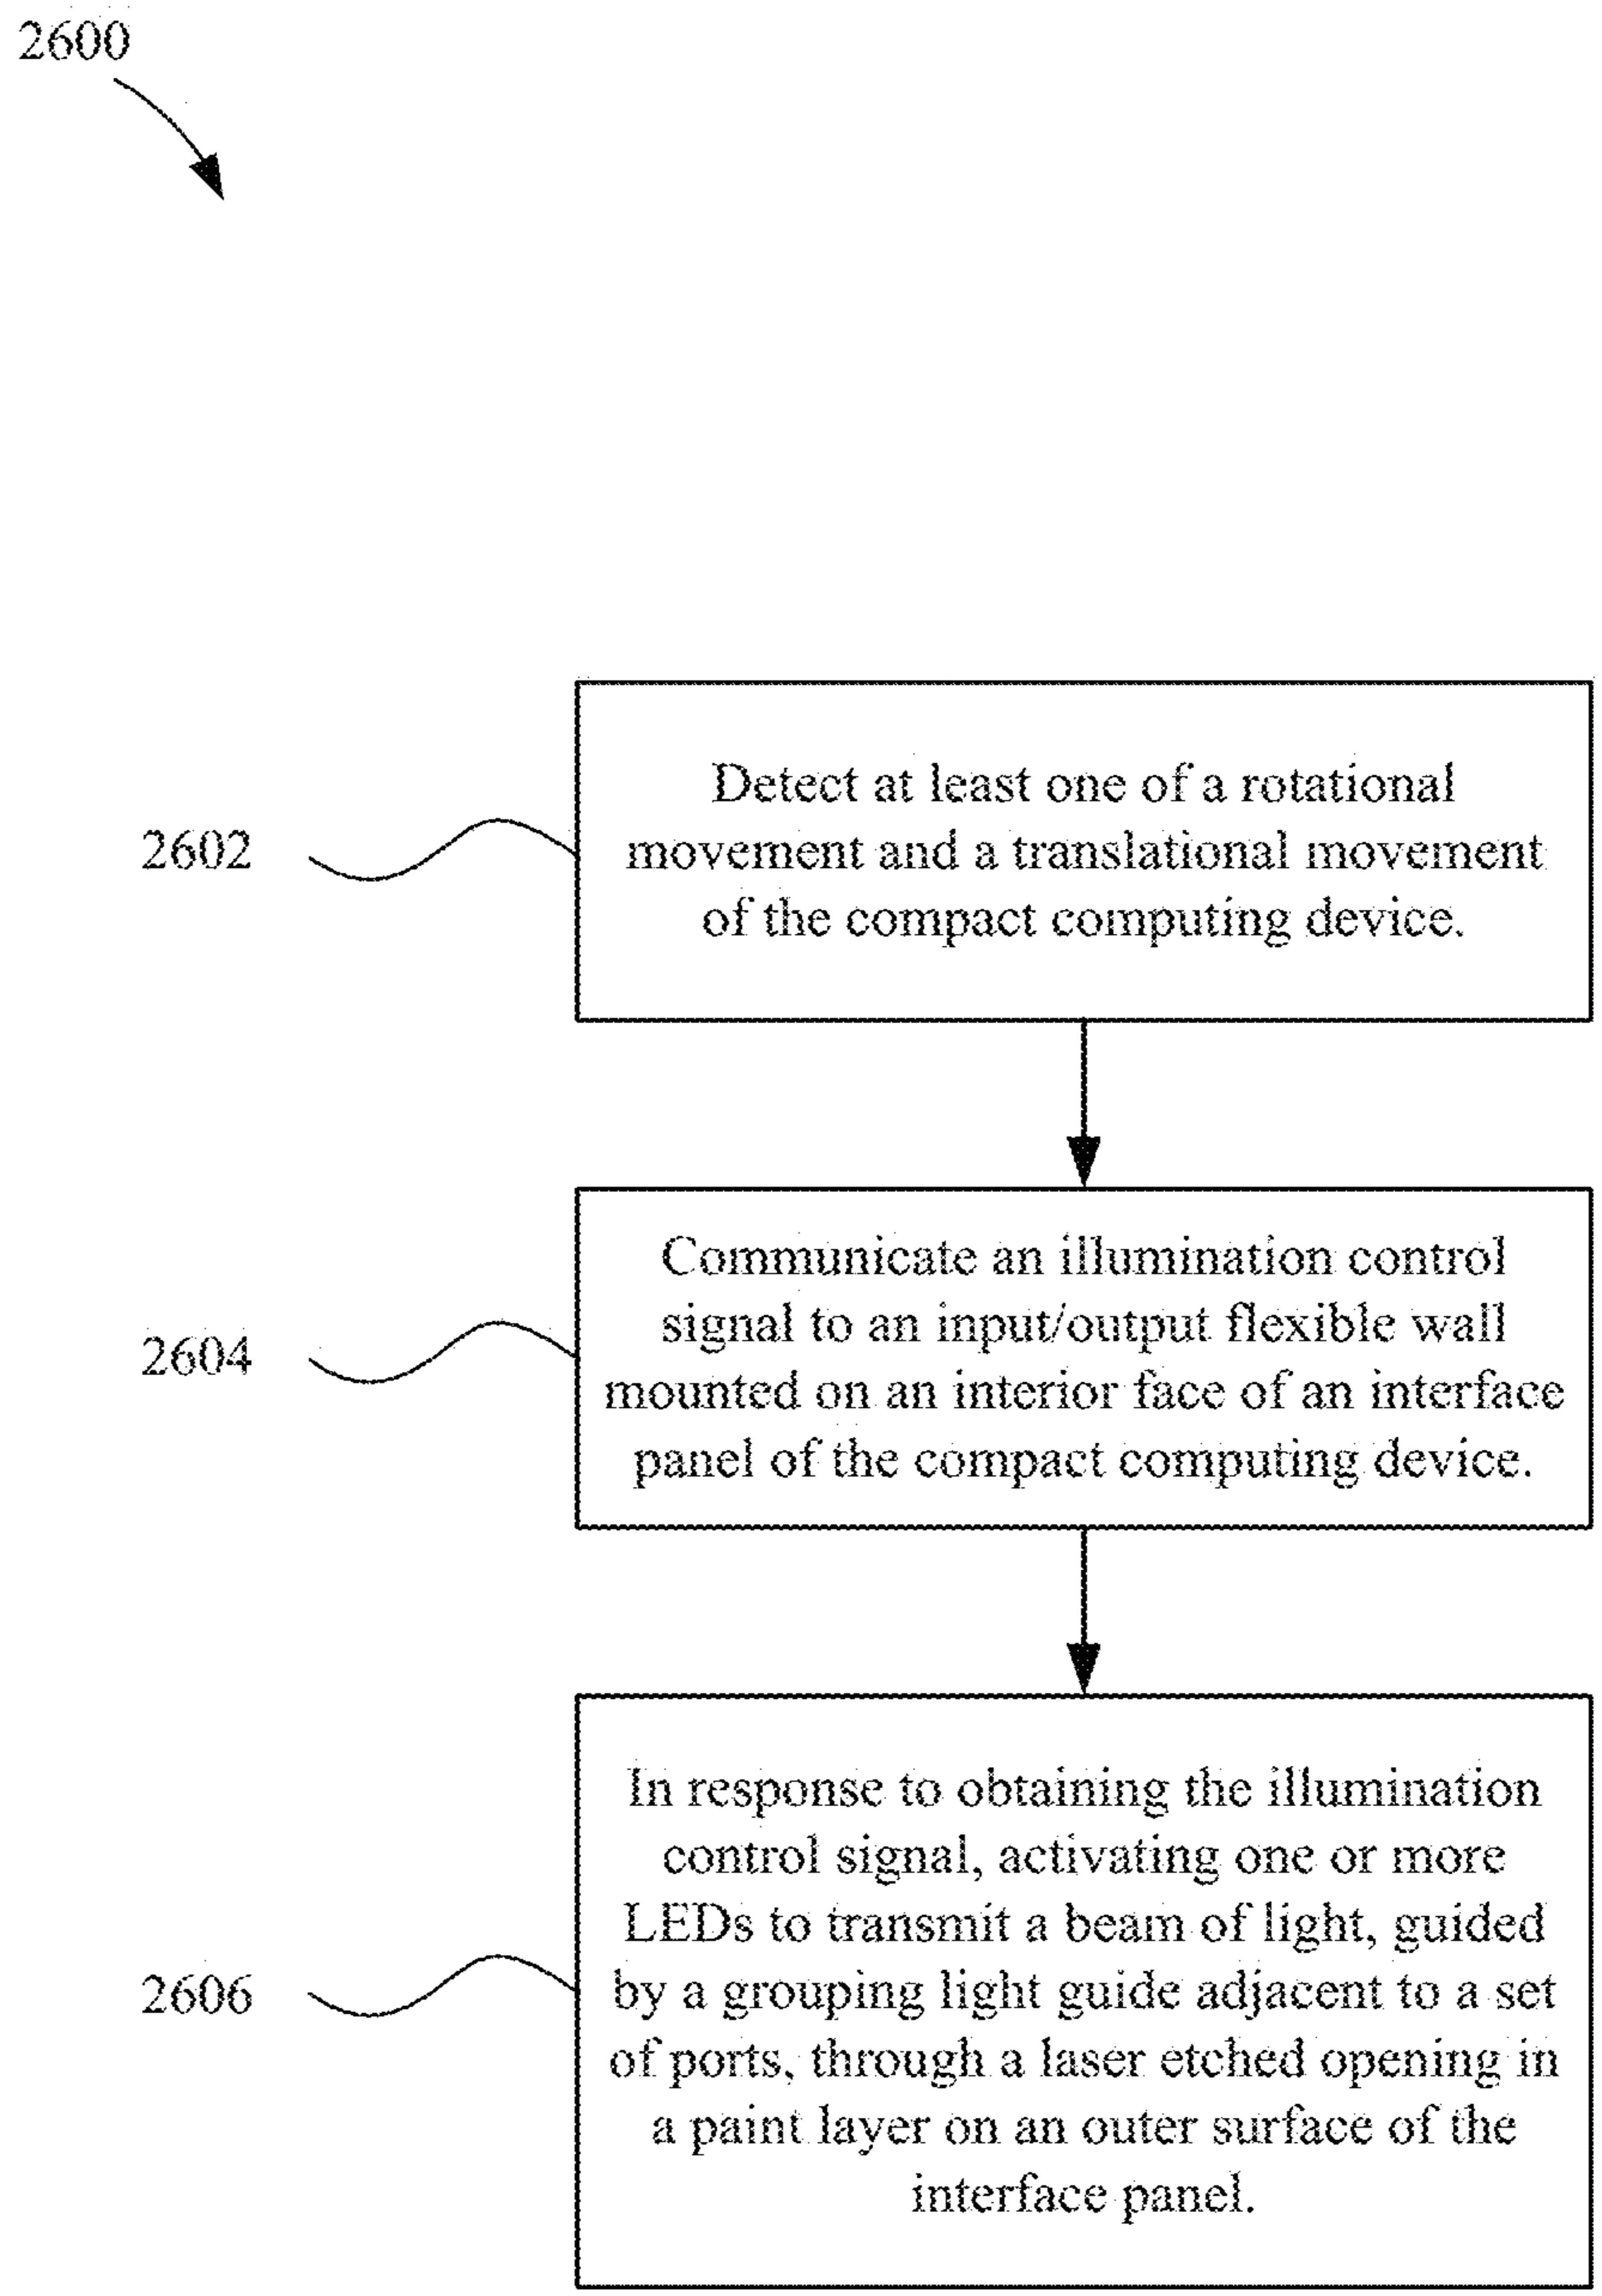 2600
2602
Detect at least one of a rotational
movement and a translational movement
of the compact computing device.
2604
Communicate an illumination control
signal to an input/output flexible wall
mounted on an interior face of an interface
panel of the compact computing device.
2606
In response to obtaining the illumination
control signal, activating one or more
LEDs to transmit a beam of light, guided
by a grouping light guide adjacent to a set
of ports, through a laser etched opening in
a paint layer on an outer surface of the
interface panel.